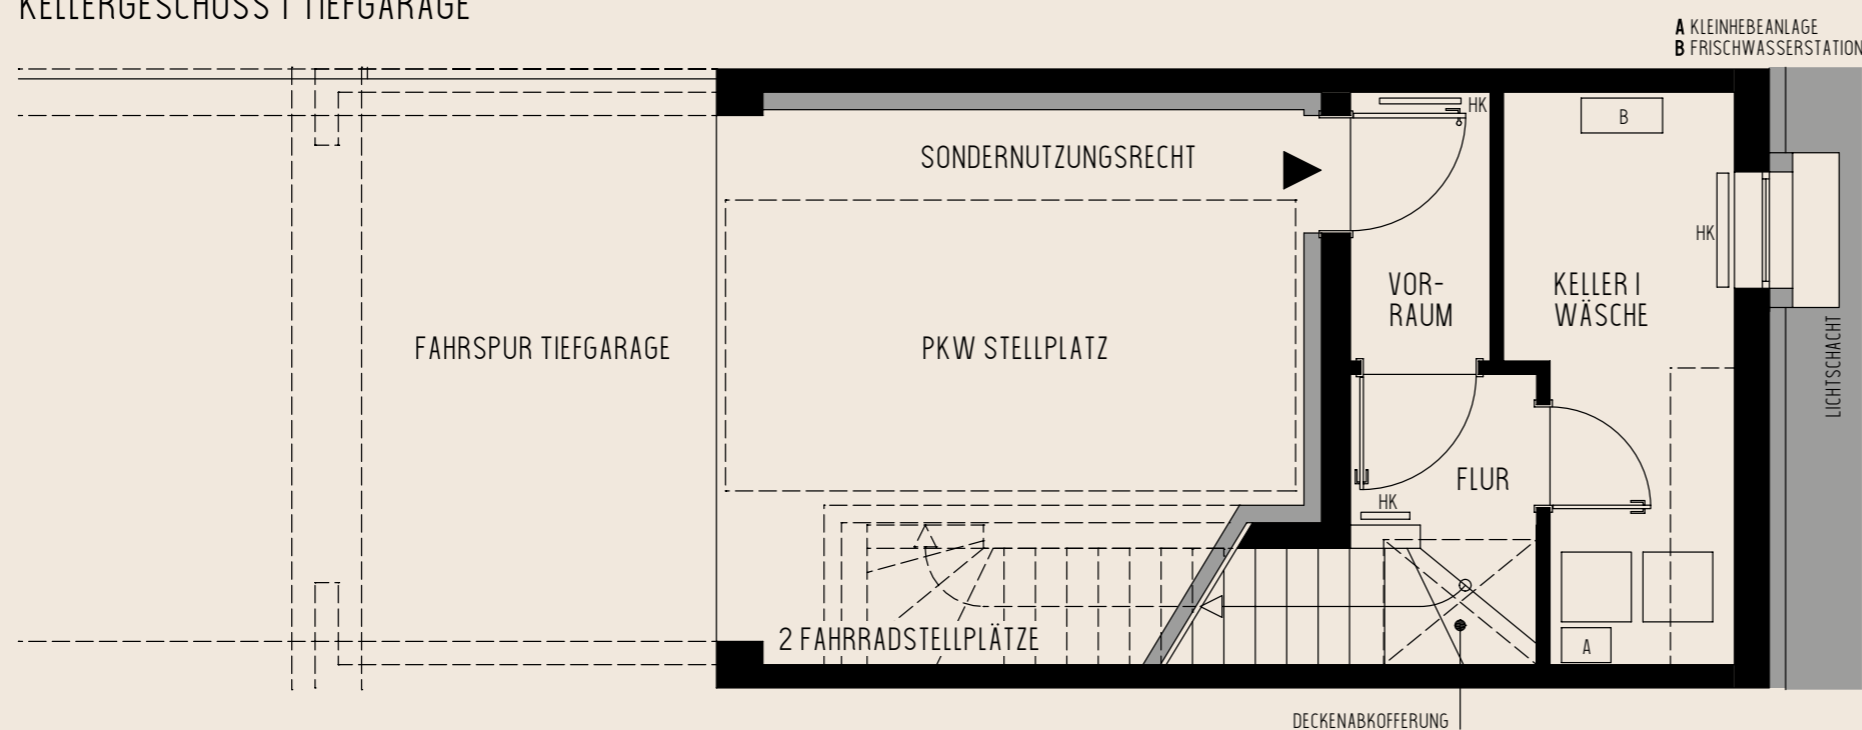 KELLERGESCHOSS I TIEFGARAGE
A KLEINHEBEANLAGE
B FRISCHWASSERSTATION
HK
B
SONDERNUTZUNGSRECHT
HK
VOR-
RAUM
KELLER I
WÄSCHE
FAHRSPUR TIEFGARAGE
PKW STELLPLATZ
LICHTSCHACHT
FLUR
HK
2 FAHRRADSTELLPLÄTZE
A
DECKENABKOFFERUNG